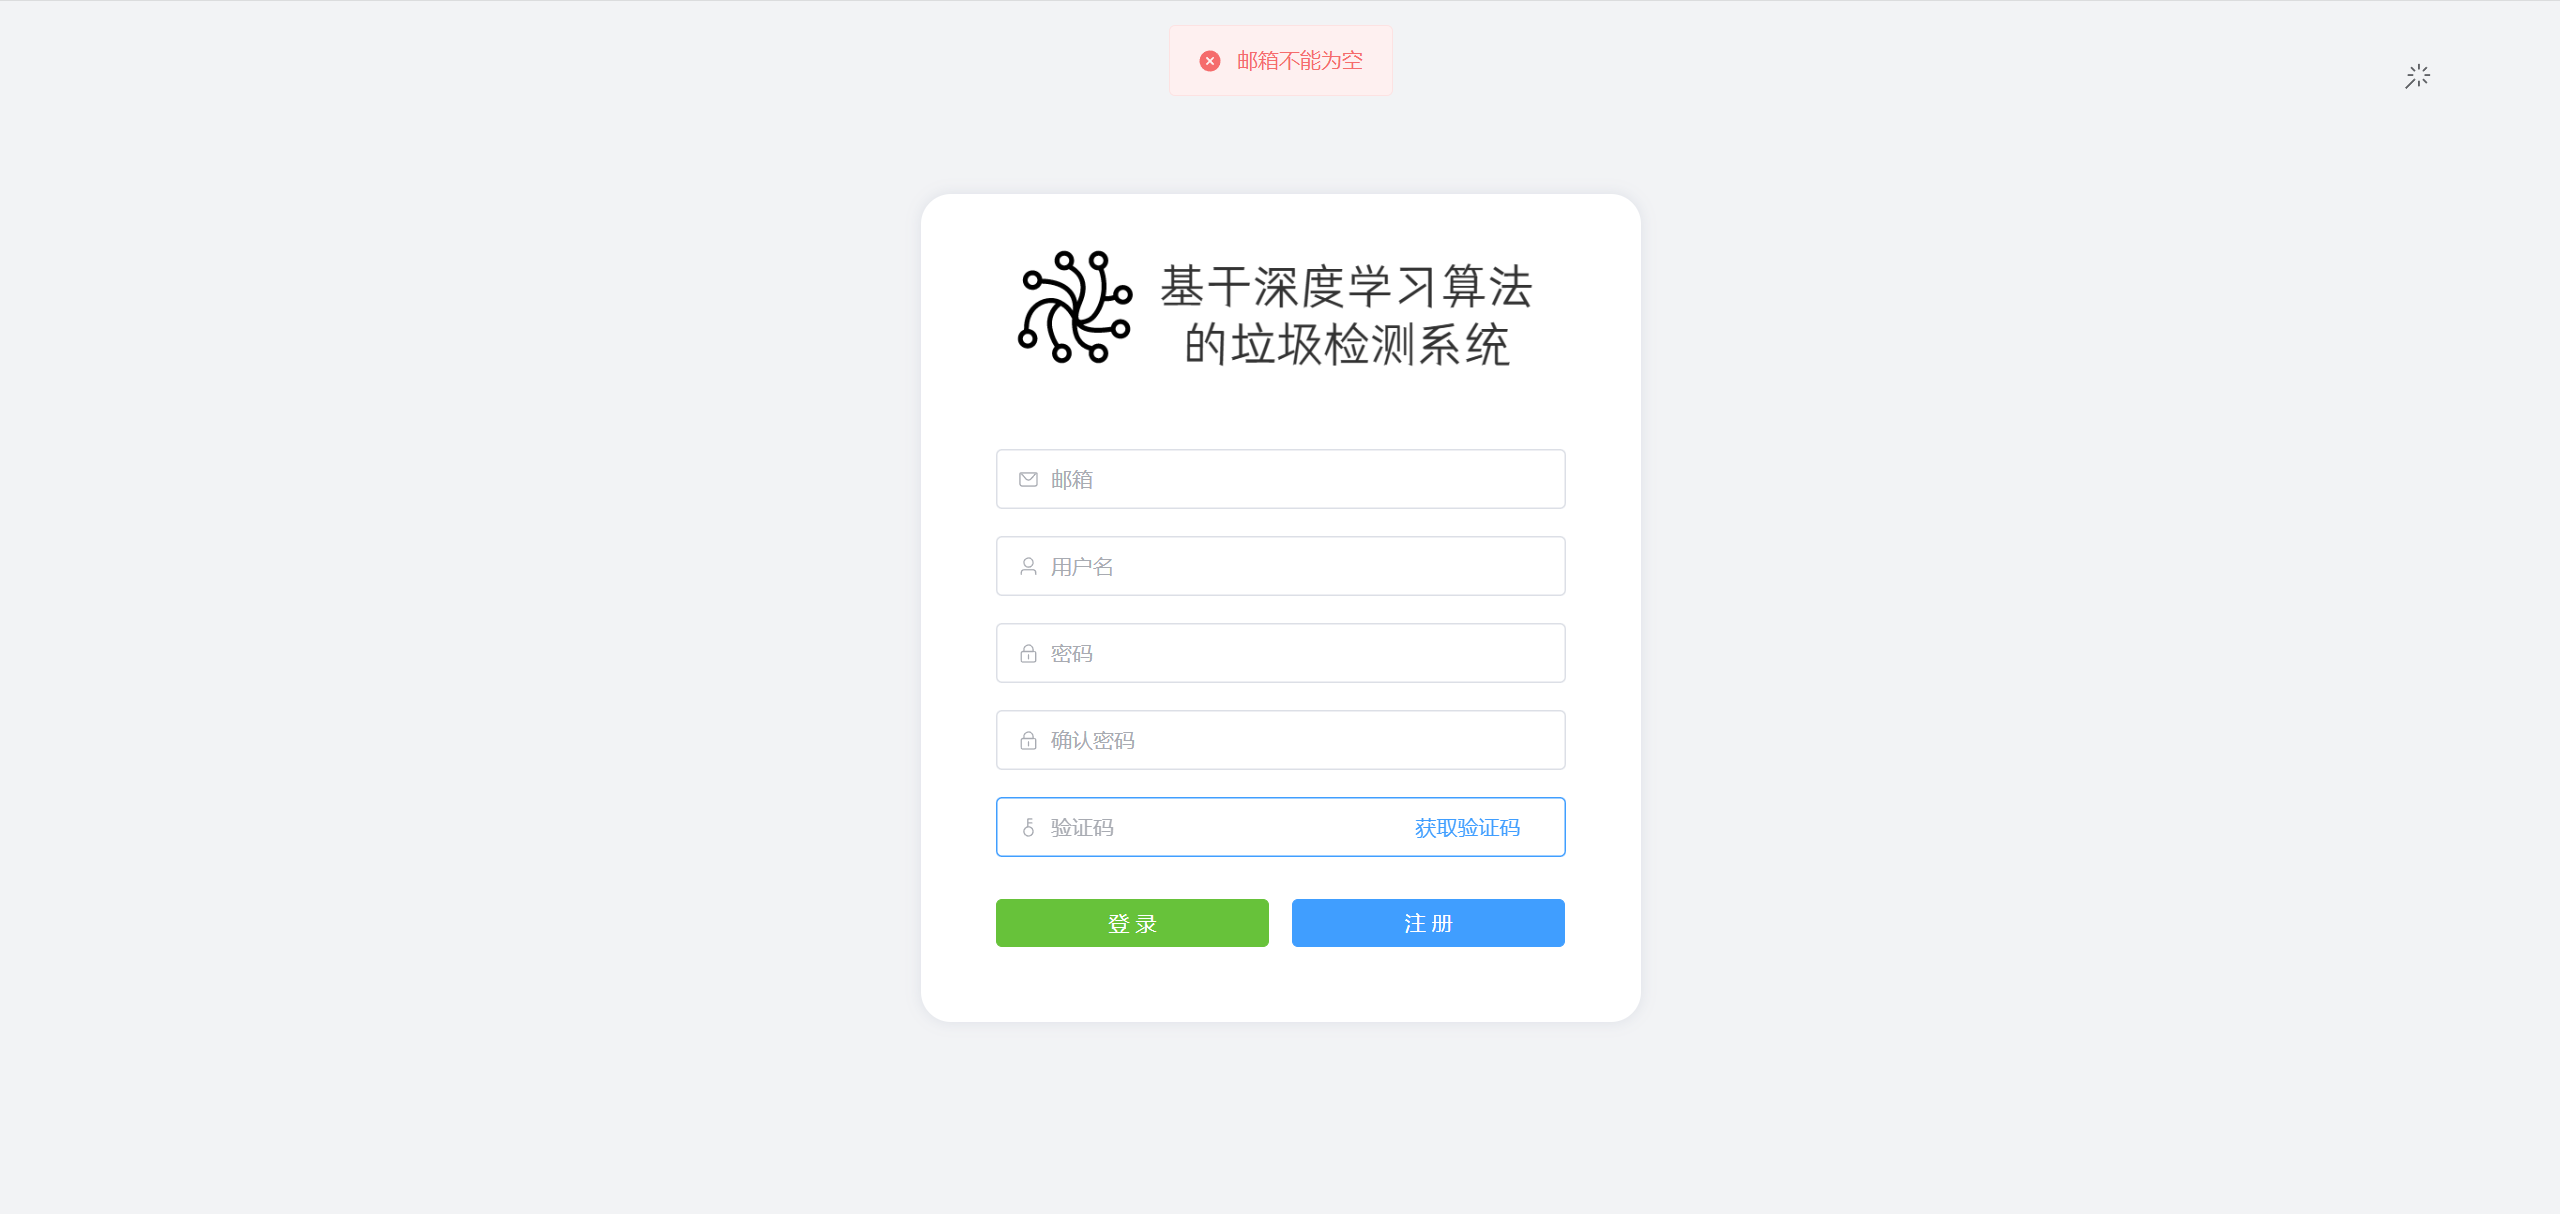 邮箱不能为空
基于深度学习算法
的垃圾检测系统
邮箱
用户名
密码
确认密码
验证码 获取验证码
登 录 注 册